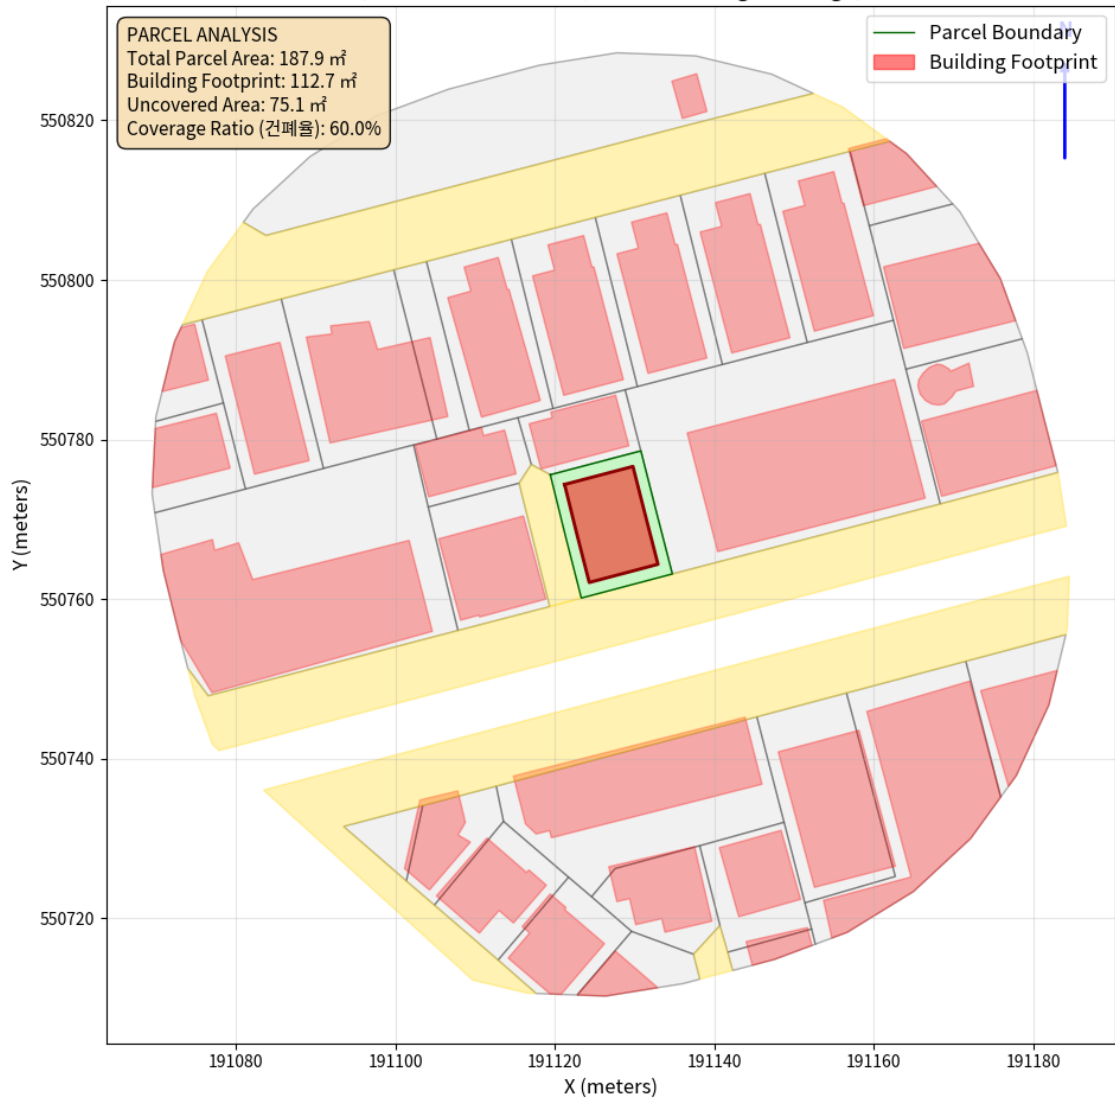 PARCEL ANALYSIS
Total Parcel Area: 187.9 ㎡
Building Footprint: 112.7 ㎡
Uncovered Area: 75.1 ㎡
Coverage Ratio (건폐율): 60.0%
N
Parcel Boundary
Building Footprint
550820
550800
550780
550760
550740
550720
Y (meters)
191080
191100
191120
191140
191160
191180
X (meters)